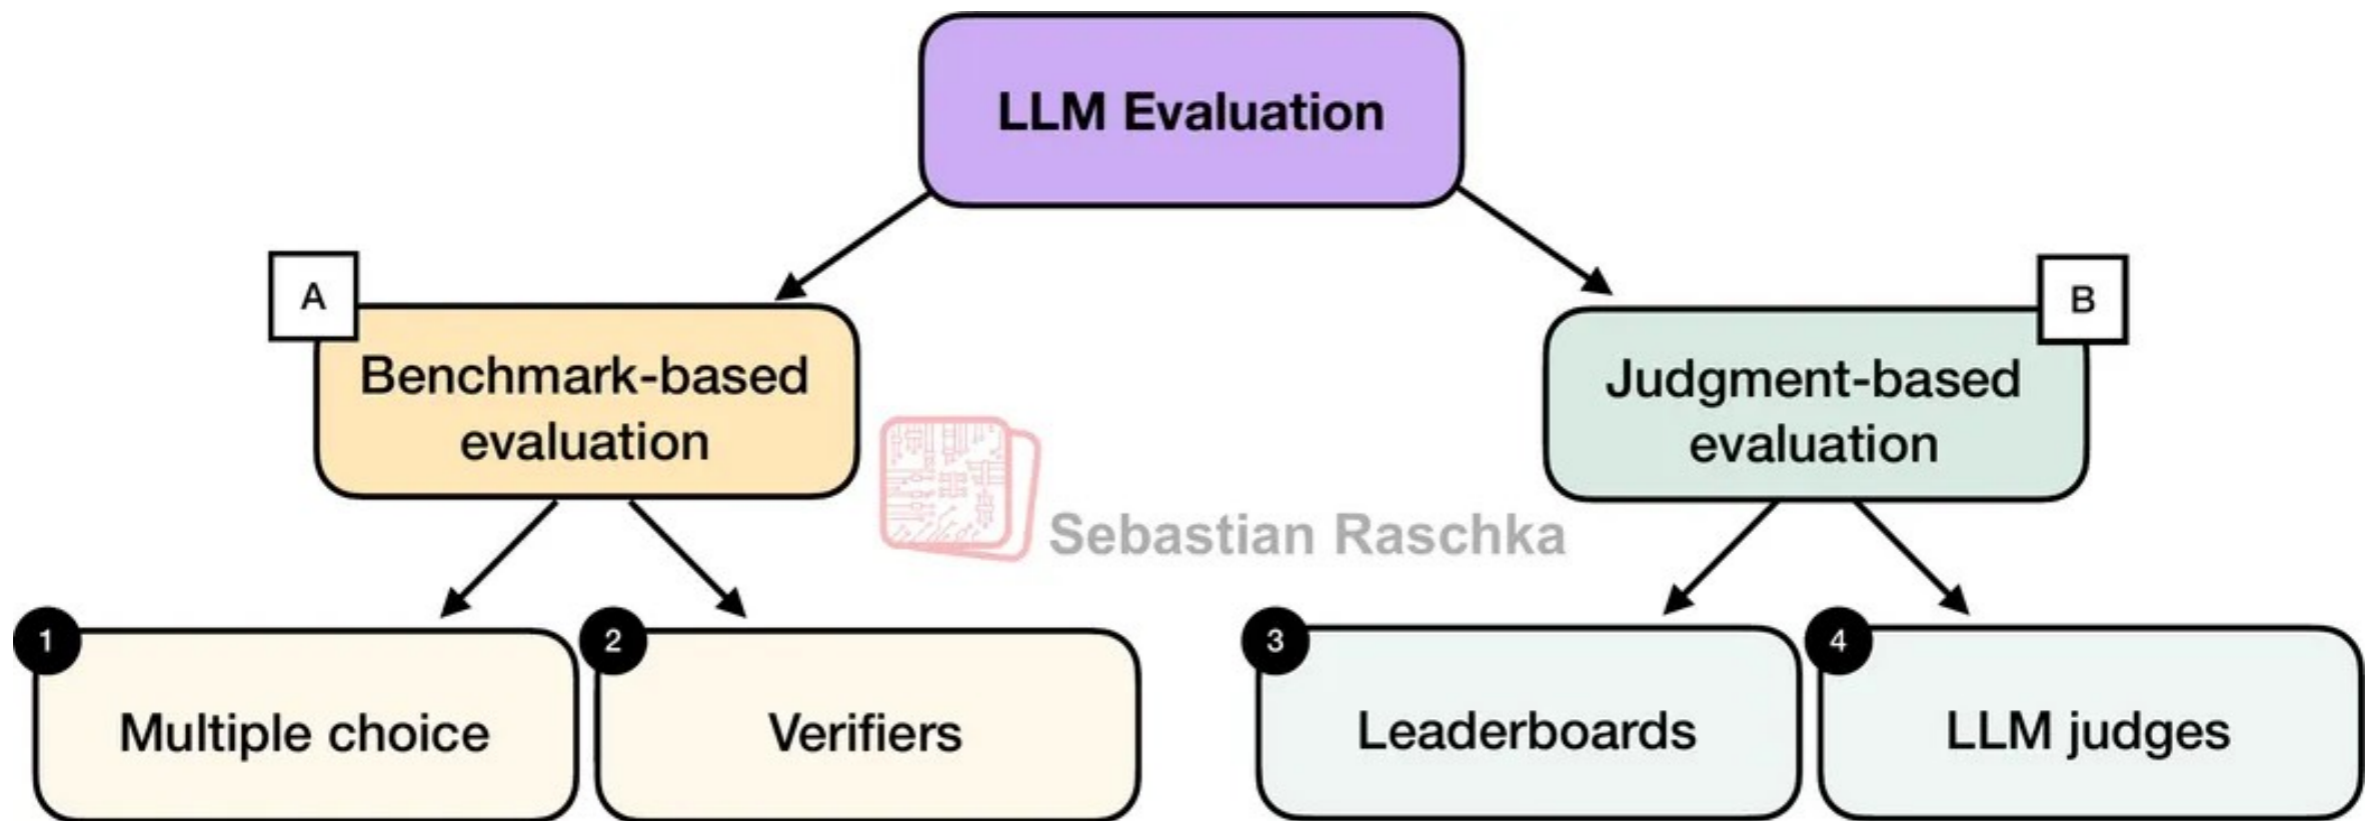 LLM Evaluation
A
Benchmark-based
evaluation
B
Judgment-based
evaluation
Sebastian Raschka
1
Multiple choice
2
Verifiers
3
Leaderboards
4
LLM judges